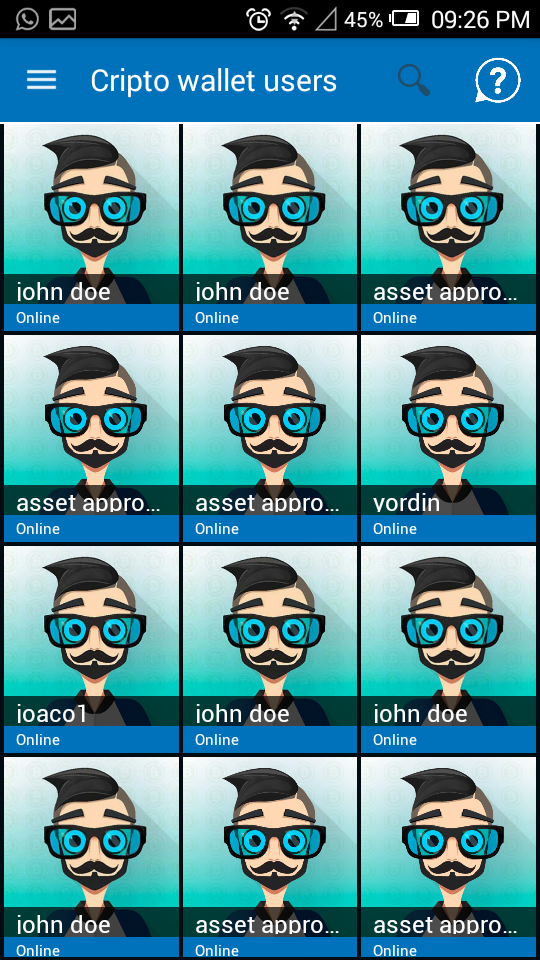 45% 09:26 PM
Cripto wallet users
john doe john doe asset appro...
Online Online Online
asset appro... asset appro... yordin
Online Online Online
joaco1 john doe john doe
Online Online Online
john doe asset appro... asset appro...
Online Online Online